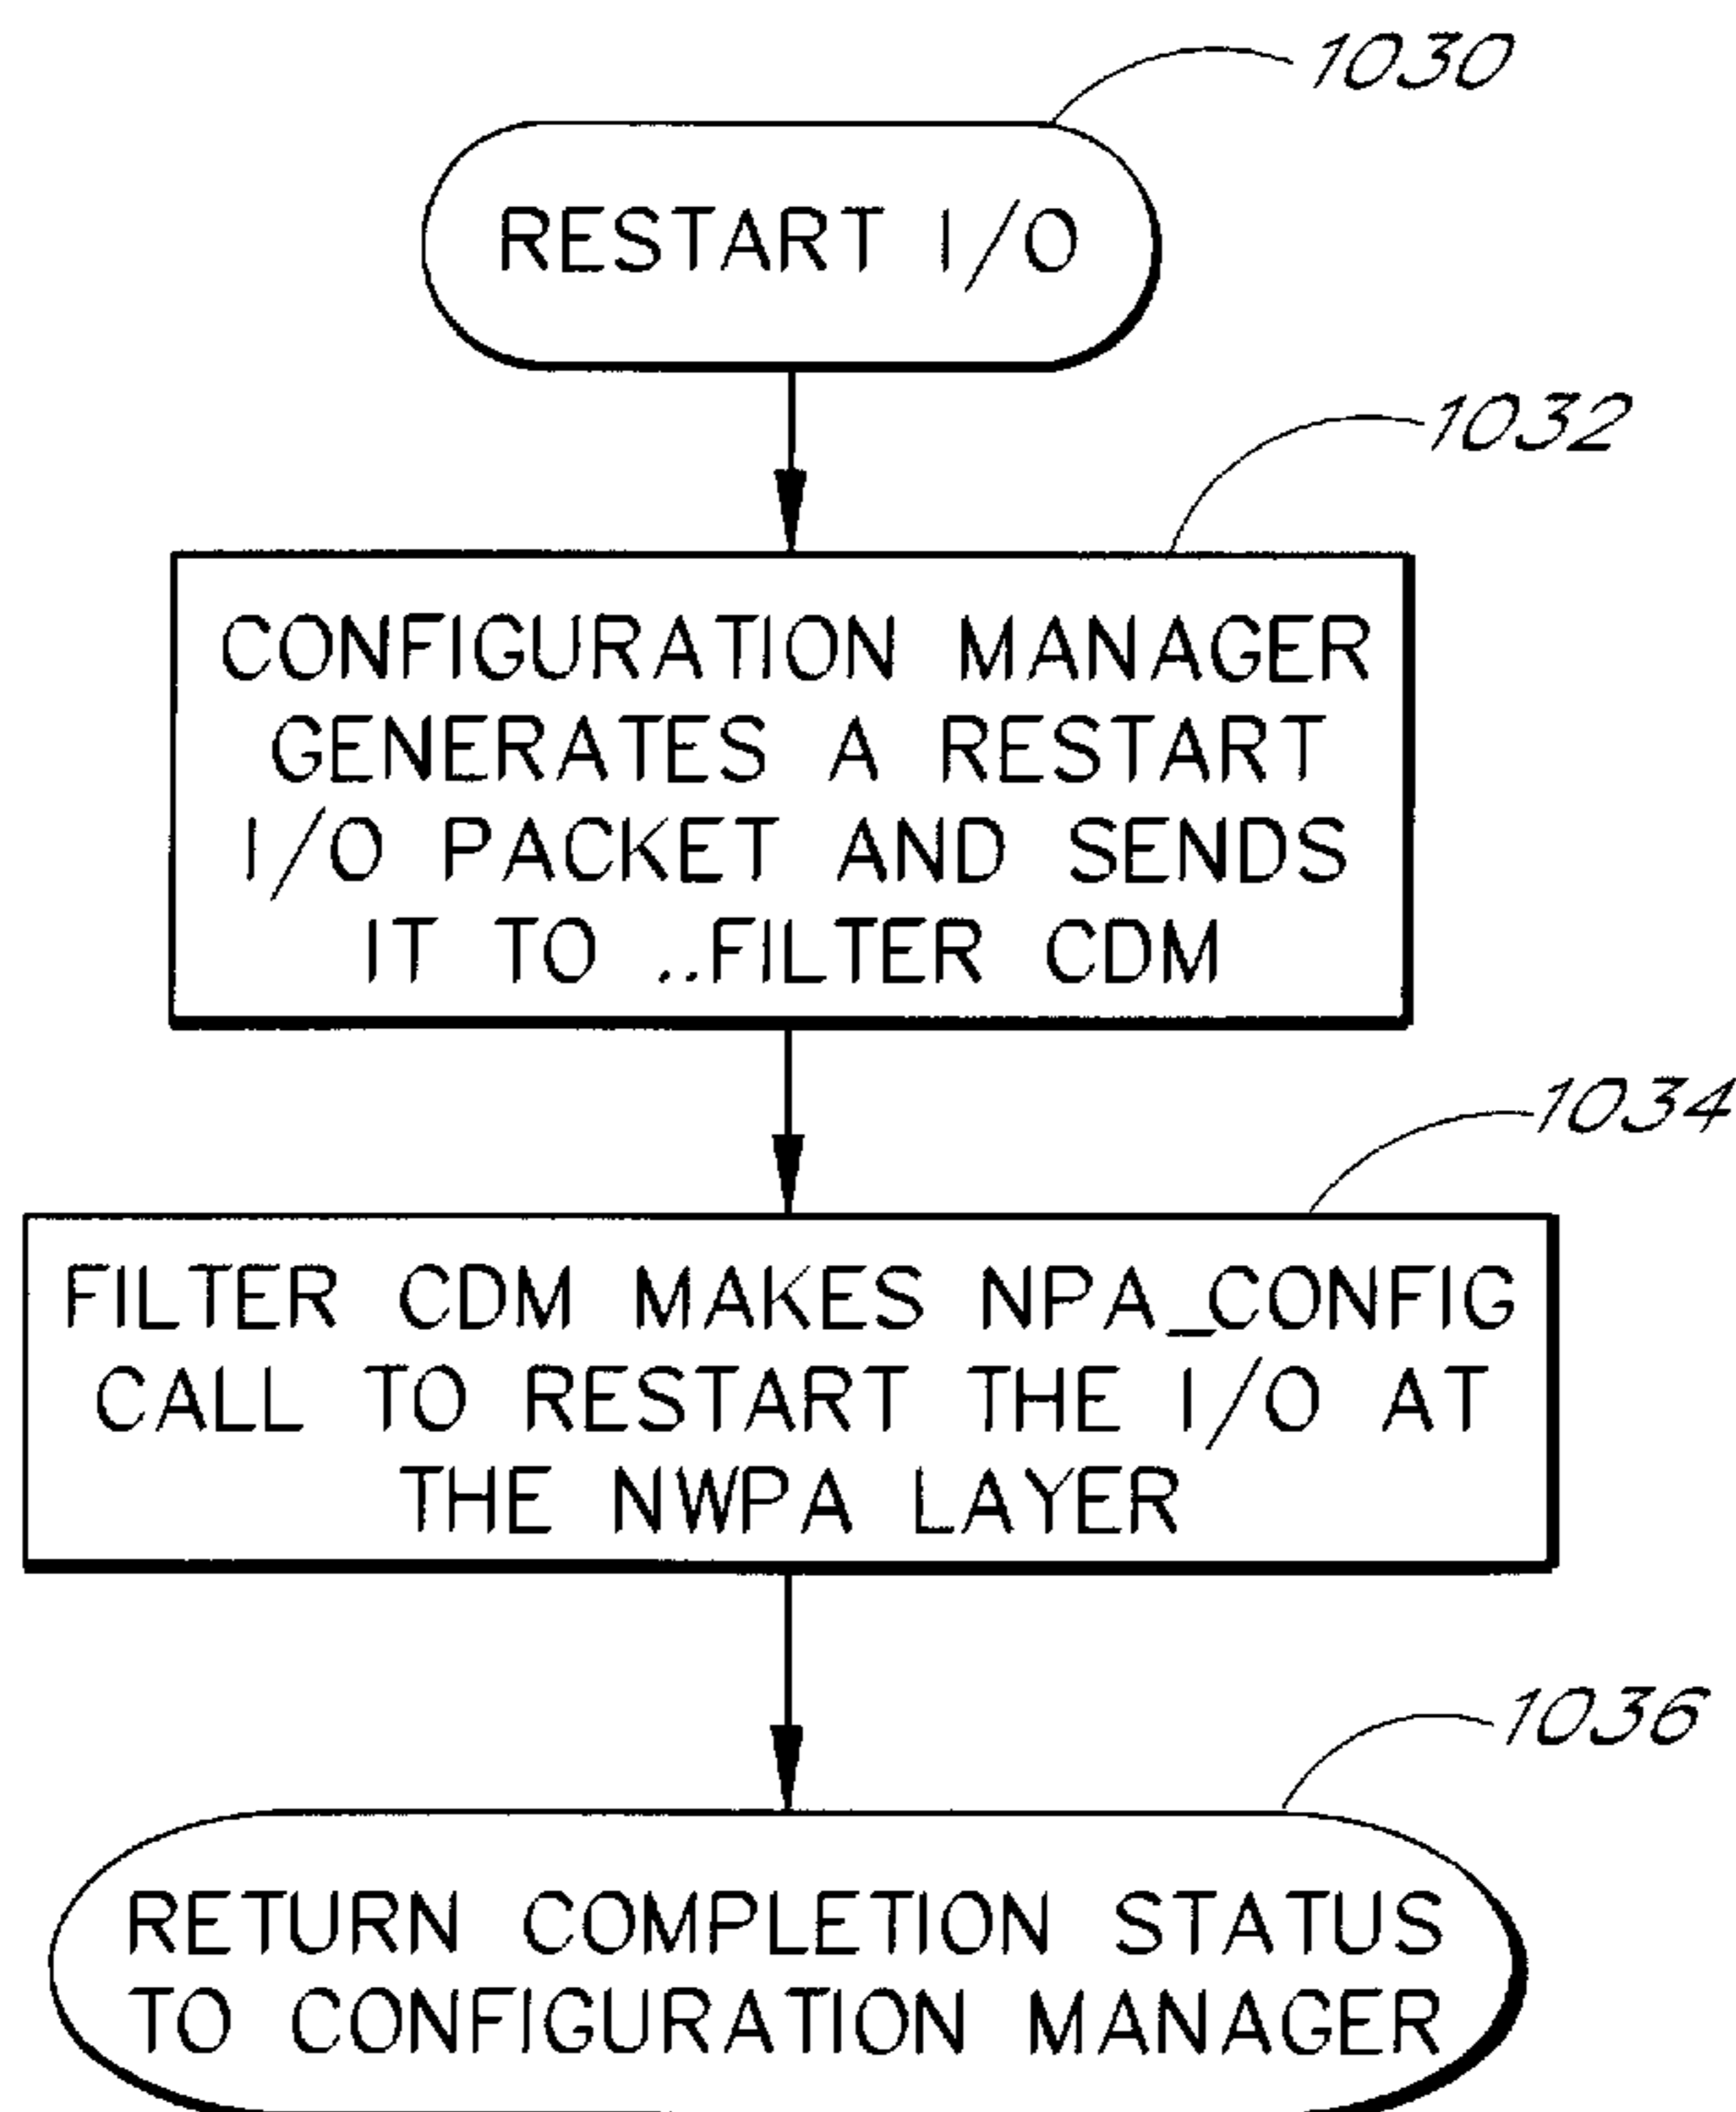 1030
RESTART I/O
1032
CONFIGURATION MANAGER
GENERATES A RESTART
I/O PACKET AND SENDS
IT TO ..FILTER CDM
1034
FILTER CDM MAKES NPA_CONFIG
CALL TO RESTART THE I/O AT
THE NWPA LAYER
1036
RETURN COMPLETION STATUS
TO CONFIGURATION MANAGER